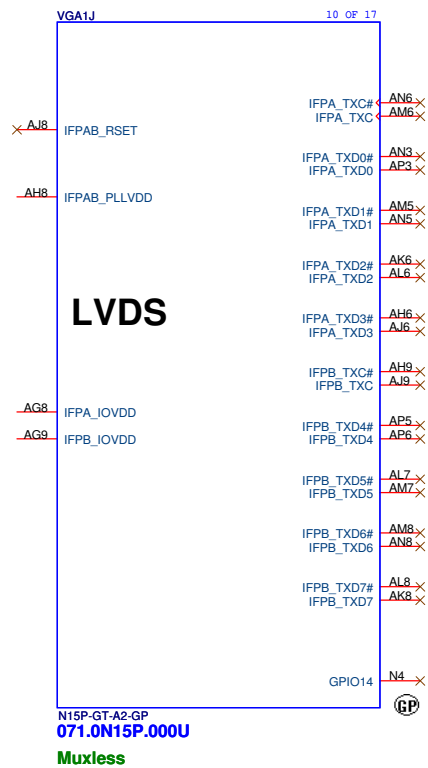 VGA1J 10 OF 17
IFPA_TXC# AN6
IFPA_TXC AM6
AJ8 IFPAB_RSET
IFPA_TXD0# AN3
IFPA_TXD0 AP3
AH8 IFPAB_PLLVDD
IFPA_TXD1# AM5
IFPA_TXD1 AN5
IFPA_TXD2# AK6
IFPA_TXD2 AL6
LVDS
IFPA_TXD3# AH6
IFPA_TXD3 AJ6
IFPB_TXC# AH9
IFPB_TXC AJ9
AG8 IFPA_IOVDD
IFPB_TXD4# AP5
IFPB_TXD4 AP6
AG9 IFPB_IOVDD
IFPB_TXD5# AL7
IFPB_TXD5 AM7
IFPB_TXD6# AM8
IFPB_TXD6 AN8
IFPB_TXD7# AL8
IFPB_TXD7 AK8
GPIO14 N4
GP
N15P-GT-A2-GP
071.0N15P.000U
Muxless